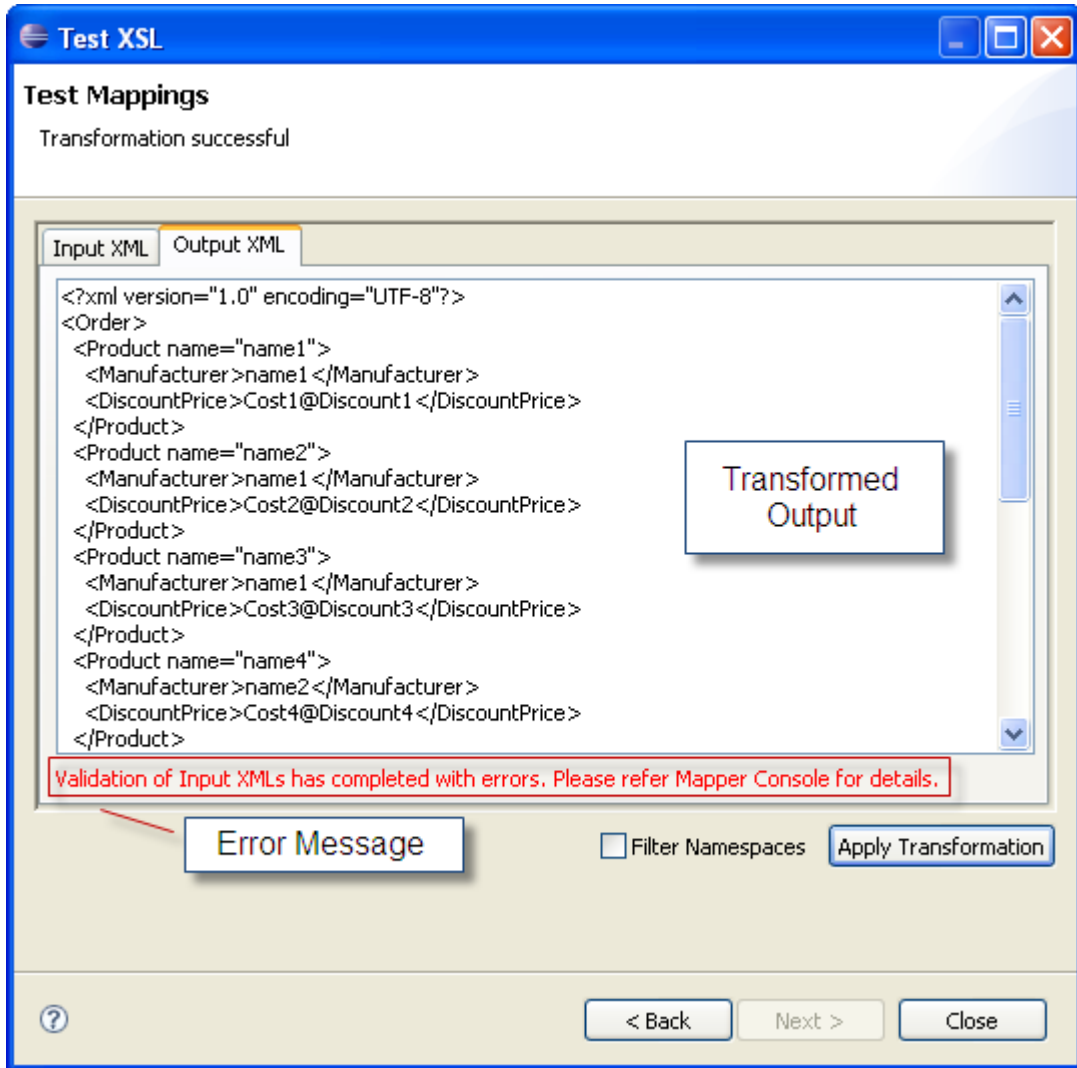 Test XSL
Test Mappings
Transformation successful
Input XML
Output XML
<?xml version="1.0" encoding="UTF-8"?>
<Order>
<Product name="name1">
<Manufacturer>name1</Manufacturer>
<DiscountPrice>Cost1@Discount1</DiscountPrice>
</Product>
<Product name="name2">
<Manufacturer>name1</Manufacturer>
<DiscountPrice>Cost2@Discount2</DiscountPrice>
</Product>
<Product name="name3">
<Manufacturer>name1</Manufacturer>
<DiscountPrice>Cost3@Discount3</DiscountPrice>
</Product>
<Product name="name4">
<Manufacturer>name2</Manufacturer>
<DiscountPrice>Cost4@Discount4</DiscountPrice>
</Product>
Transformed
Output
Validation of Input XMLs has completed with errors. Please refer Mapper Console for details.
Error Message
Filter Namespaces
Apply Transformation
?
< Back
Next >
Close